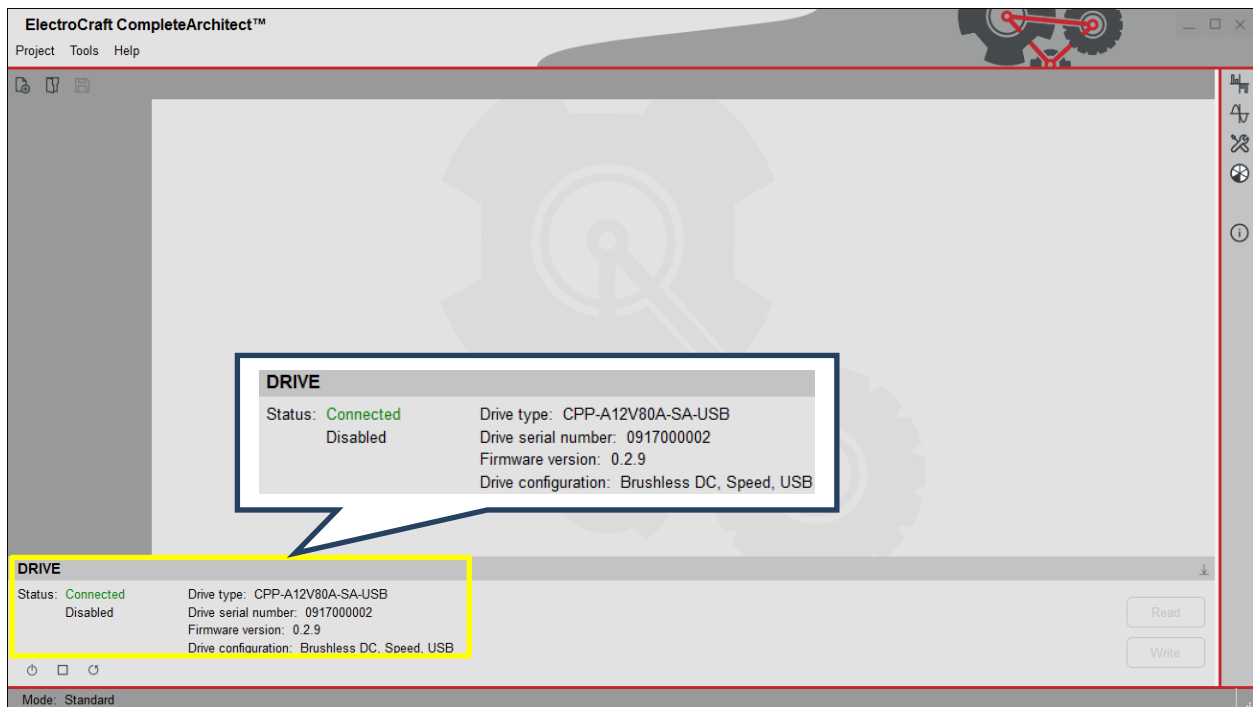 ElectroCraft CompleteArchitect™
Project Tools Help
DRIVE
Status: Connected Drive type: CPP-A12V80A-SA-USB
Disabled Drive serial number: 0917000002
Firmware version: 0.2.9
Drive configuration: Brushless DC, Speed, USB
DRIVE
Status: Connected Drive type: CPP-A12V80A-SA-USB
Disabled Drive serial number: 0917000002
Firmware version: 0.2.9
Drive configuration: Brushless DC, Speed, USB
Read
Write
Mode: Standard